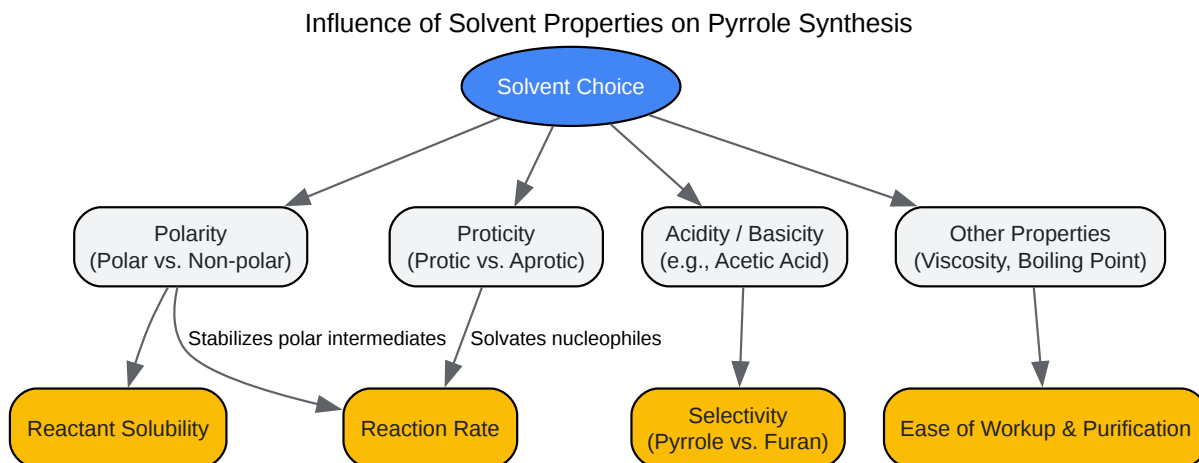 Influence of Solvent Properties on Pyrrole Synthesis
Solvent Choice
Polarity
(Polar vs. Non-polar)
Proticity
(Protic vs. Aprotic)
Acidity / Basicity
(e.g., Acetic Acid)
Other Properties
(Viscosity, Boiling Point)
Stabilizes polar intermediates
Solvates nucleophiles
Reactant Solubility
Reaction Rate
Selectivity
(Pyrrole vs. Furan)
Ease of Workup & Purification